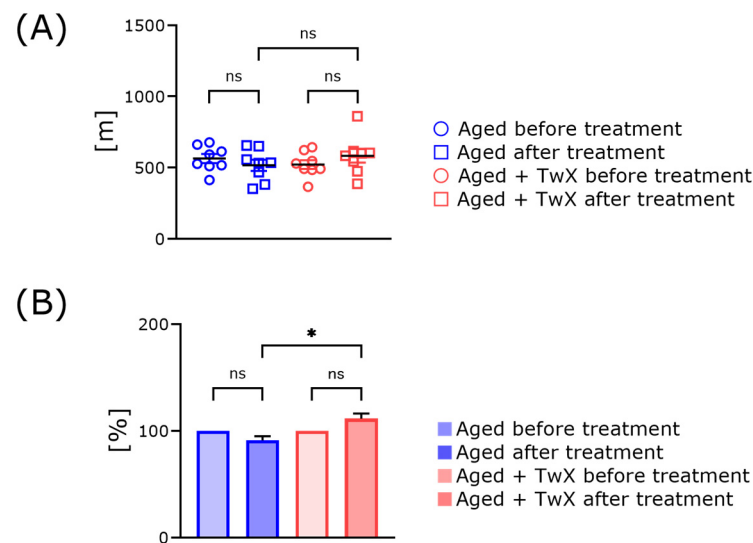 (A)
1500
1000
500
0
[m]
ns
ns
ns
Aged before treatment
Aged after treatment
Aged + TwX before treatment
Aged + TwX after treatment
(B)
200
100
0
[%]
*
ns
ns
Aged before treatment
Aged after treatment
Aged + TwX before treatment
Aged + TwX after treatment